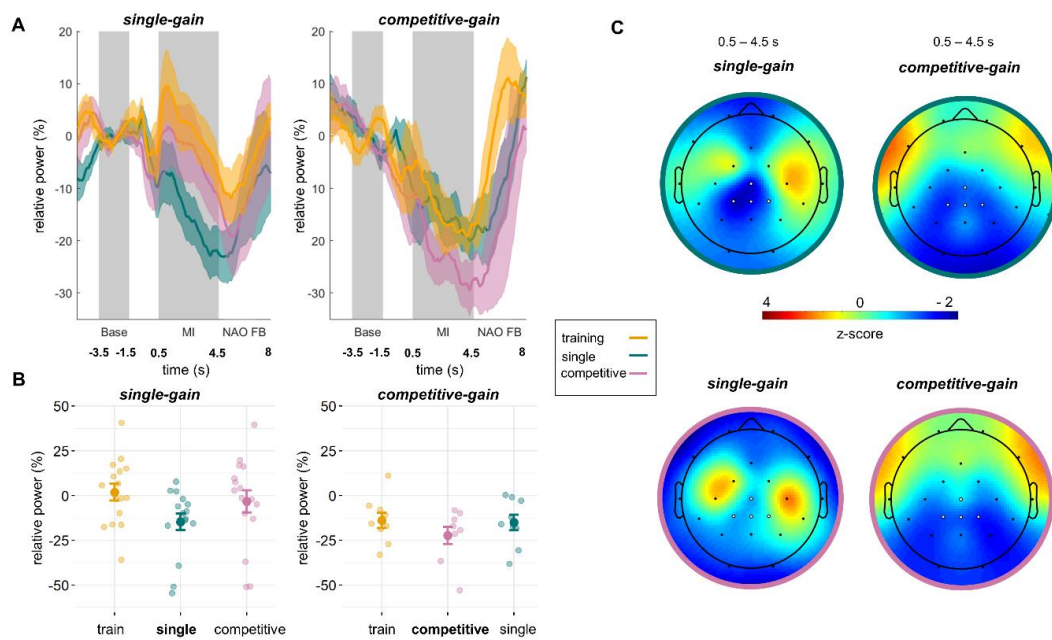 A
single-gain
competitive-gain
20
10
0
-10
-20
-30
relative power (%)
Base
MI
NAO FB
-3.5
-1.5
0.5
4.5
8
time (s)
20
10
0
-10
-20
-30
relative power (%)
Base
MI
NAO FB
-3.5
-1.5
0.5
4.5
8
time (s)
training
single
competitive
B
single-gain
competitive-gain
50
25
0
-25
-50
relative power (%)
train
single
competitive
50
25
0
-25
-50
relative power (%)
train
competitive
single
C
0.5 – 4.5 s
0.5 – 4.5 s
single-gain
competitive-gain
4
0
- 2
z-score
single-gain
competitive-gain